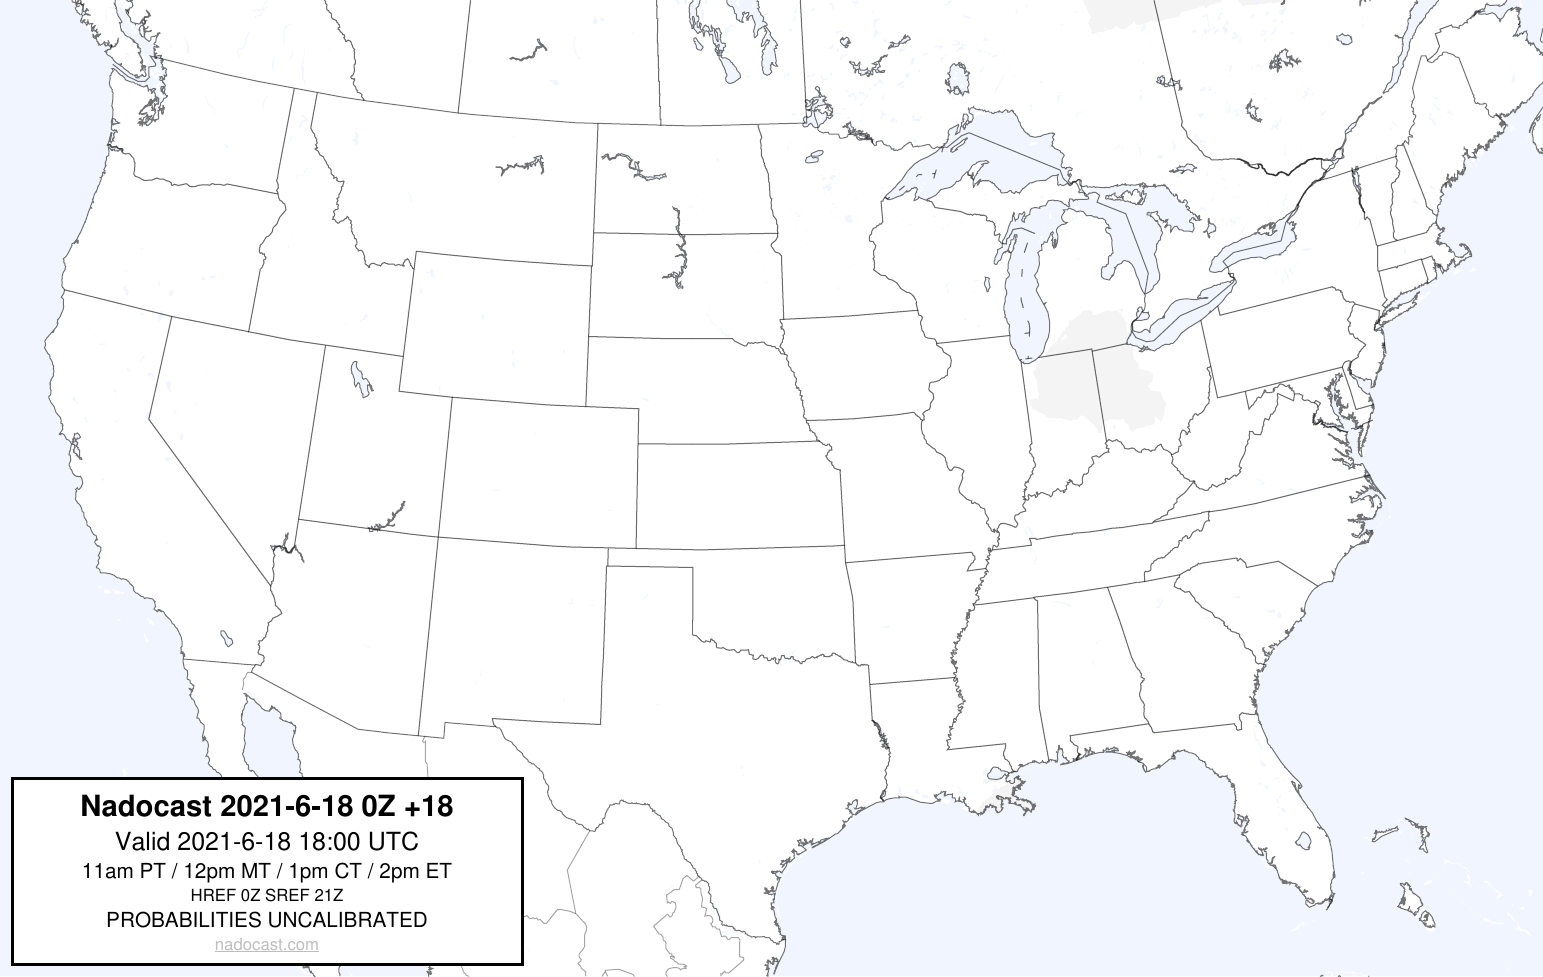 Nadocast 2021-6-18 0Z +18
Valid 2021-6-18 18:00 UTC
11am PT / 12pm MT / 1pm CT / 2pm ET
HREF 0Z SREF 21Z
PROBABILITIES UNCALIBRATED
nadocast.com